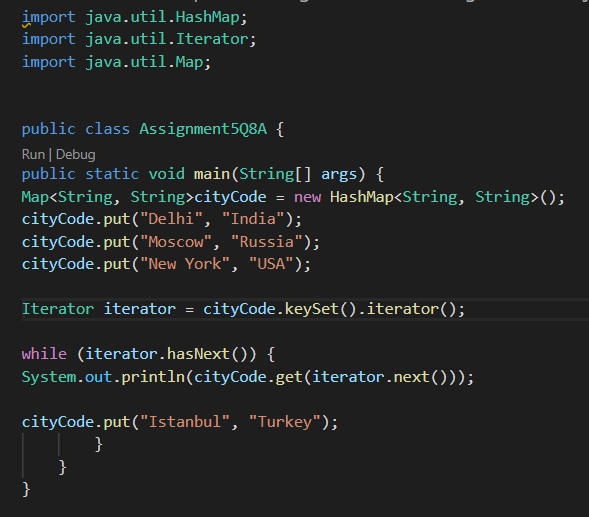 import java.util.HashMap;
import java.util.Iterator;
import java.util.Map;
public class Assignment5Q8A {
Run | Debug
public static void main(String[] args) {
Map<String, String>cityCode = new HashMap<String, String>();
cityCode.put("Delhi", "India");
cityCode.put("Moscow", "Russia");
cityCode.put("New York", "USA");
Iterator iterator = cityCode.keySet().iterator();
while (iterator.hasNext()) {
System.out.println(cityCode.get(iterator.next()));
cityCode.put("Istanbul", "Turkey");
}
}
}